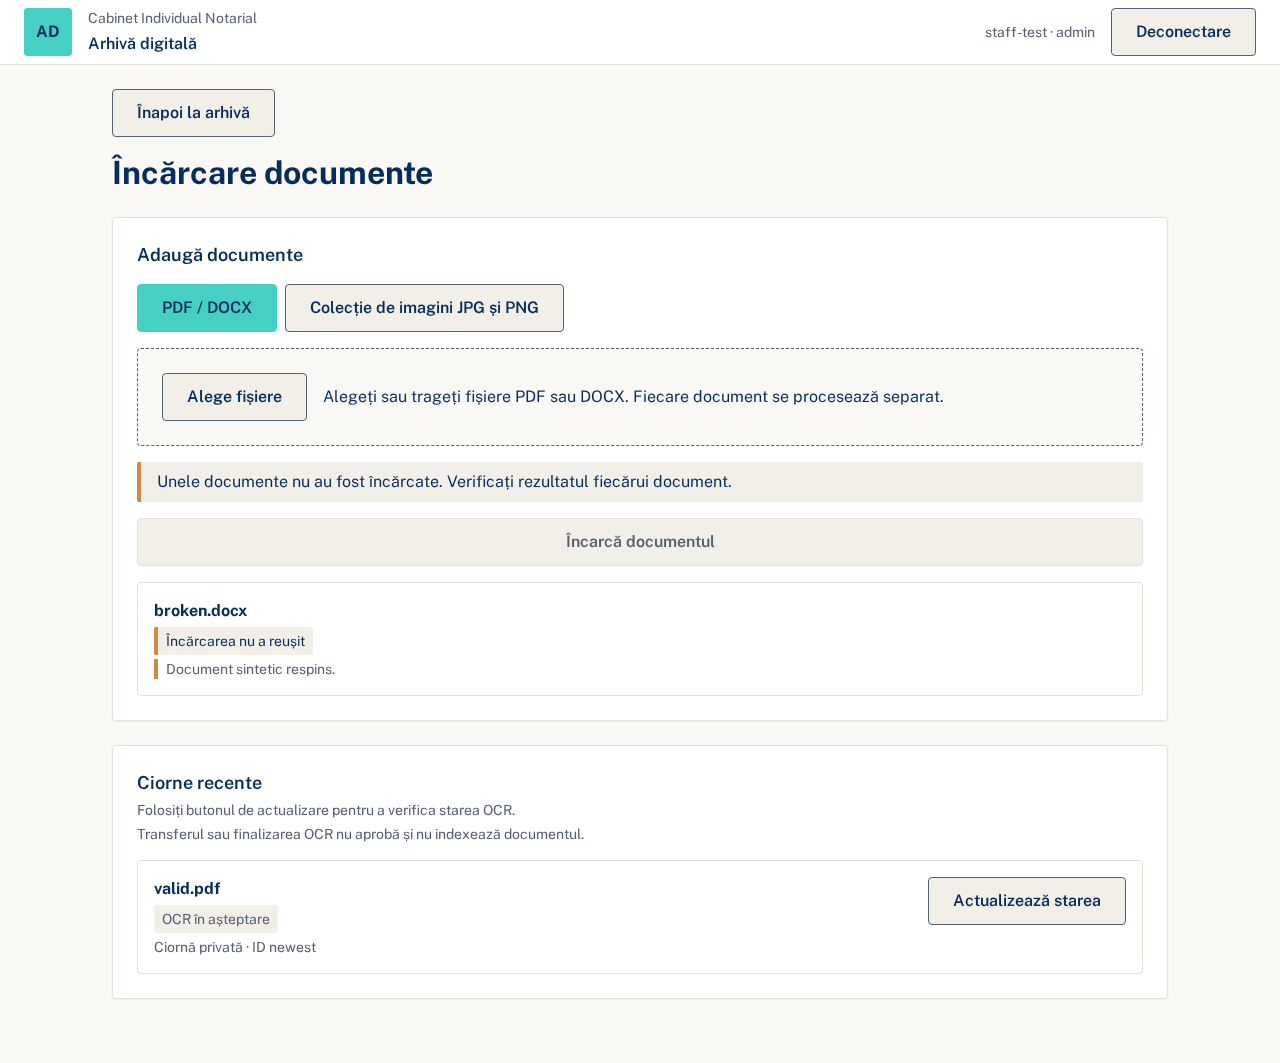 AD
Cabinet Individual Notarial
Arhivă digitală
staff-test · admin
Deconectare
Înapoi la arhivă
Încărcare documente
Adaugă documente
PDF / DOCX
Colecție de imagini JPG și PNG
Alege fișiere
Alegeți sau trageți fișiere PDF sau DOCX. Fiecare document se procesează separat.
Unele documente nu au fost încărcate. Verificați rezultatul fiecărui document.
Încarcă documentul
broken.docx
Încărcarea nu a reușit
Document sintetic respins.
Ciorne recente
Folosiți butonul de actualizare pentru a verifica starea OCR.
Transferul sau finalizarea OCR nu aprobă și nu indexează documentul.
valid.pdf
OCR în așteptare
Ciornă privată · ID newest
Actualizează starea